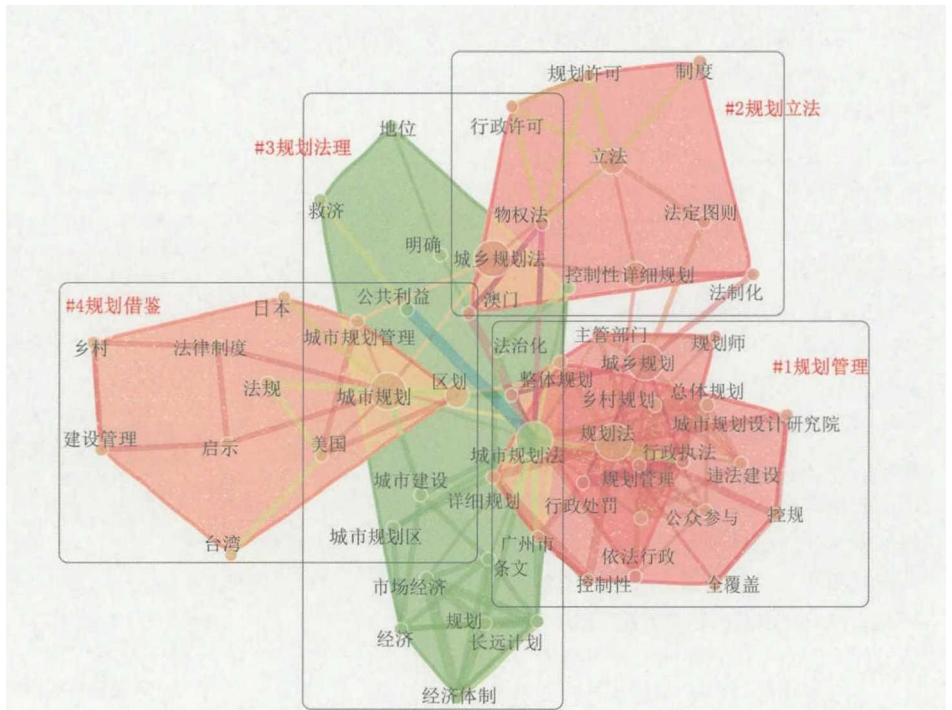 规划许可
制度
行政许可
#2规划立法
地位
#3规划法理
立法
救济
物权法
法定图则
明确
城乡规划法
控制性详细规划
公共利益
澳门
法制化
#4规划借鉴
日本
城市规划管理
主管部门
规划师
乡村
法律制度
法治化
城乡规划
#1规划管理
法规
城市规划
区划
整体规划
乡村规划
总体规划
城市规划设计研究院
建设管理
启示
美国
规划法
城市规划法
行政执法
违法建设
城市建设
规划管理
详细规划
行政处罚
公众参与
控规
城市规划区
台湾
广州市
依法行政
条文
市场经济
控制性
全覆盖
规划
经济
长远计划
经济体制